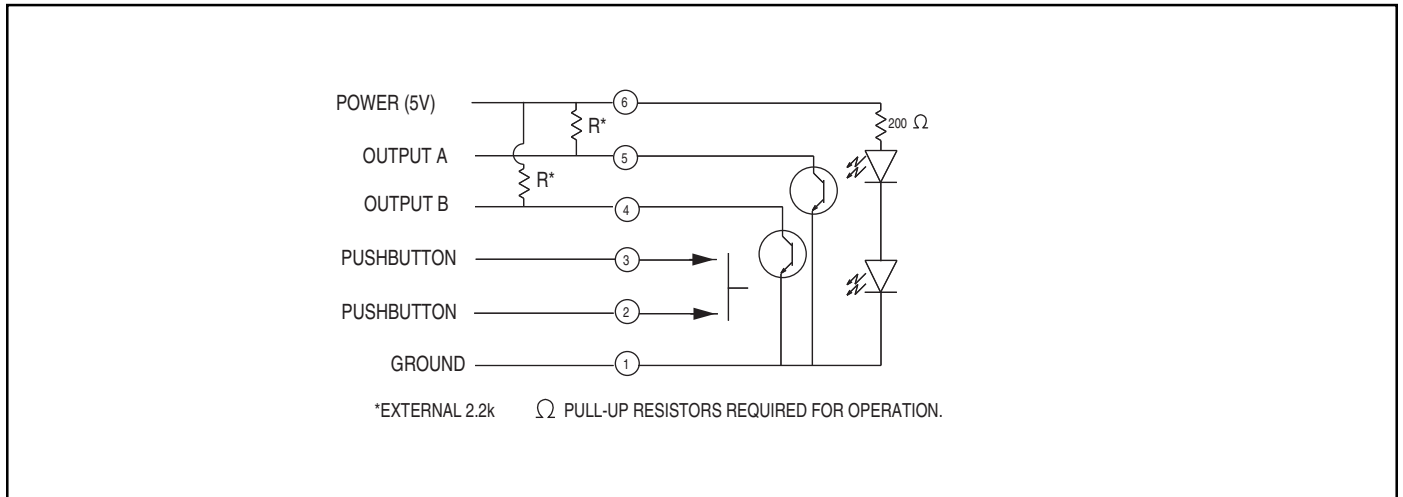 POWER (5V)
6
R*
200 Ω
OUTPUT A
5
R*
OUTPUT B
4
PUSHBUTTON
3
PUSHBUTTON
2
GROUND
1
*EXTERNAL 2.2k Ω PULL-UP RESISTORS REQUIRED FOR OPERATION.